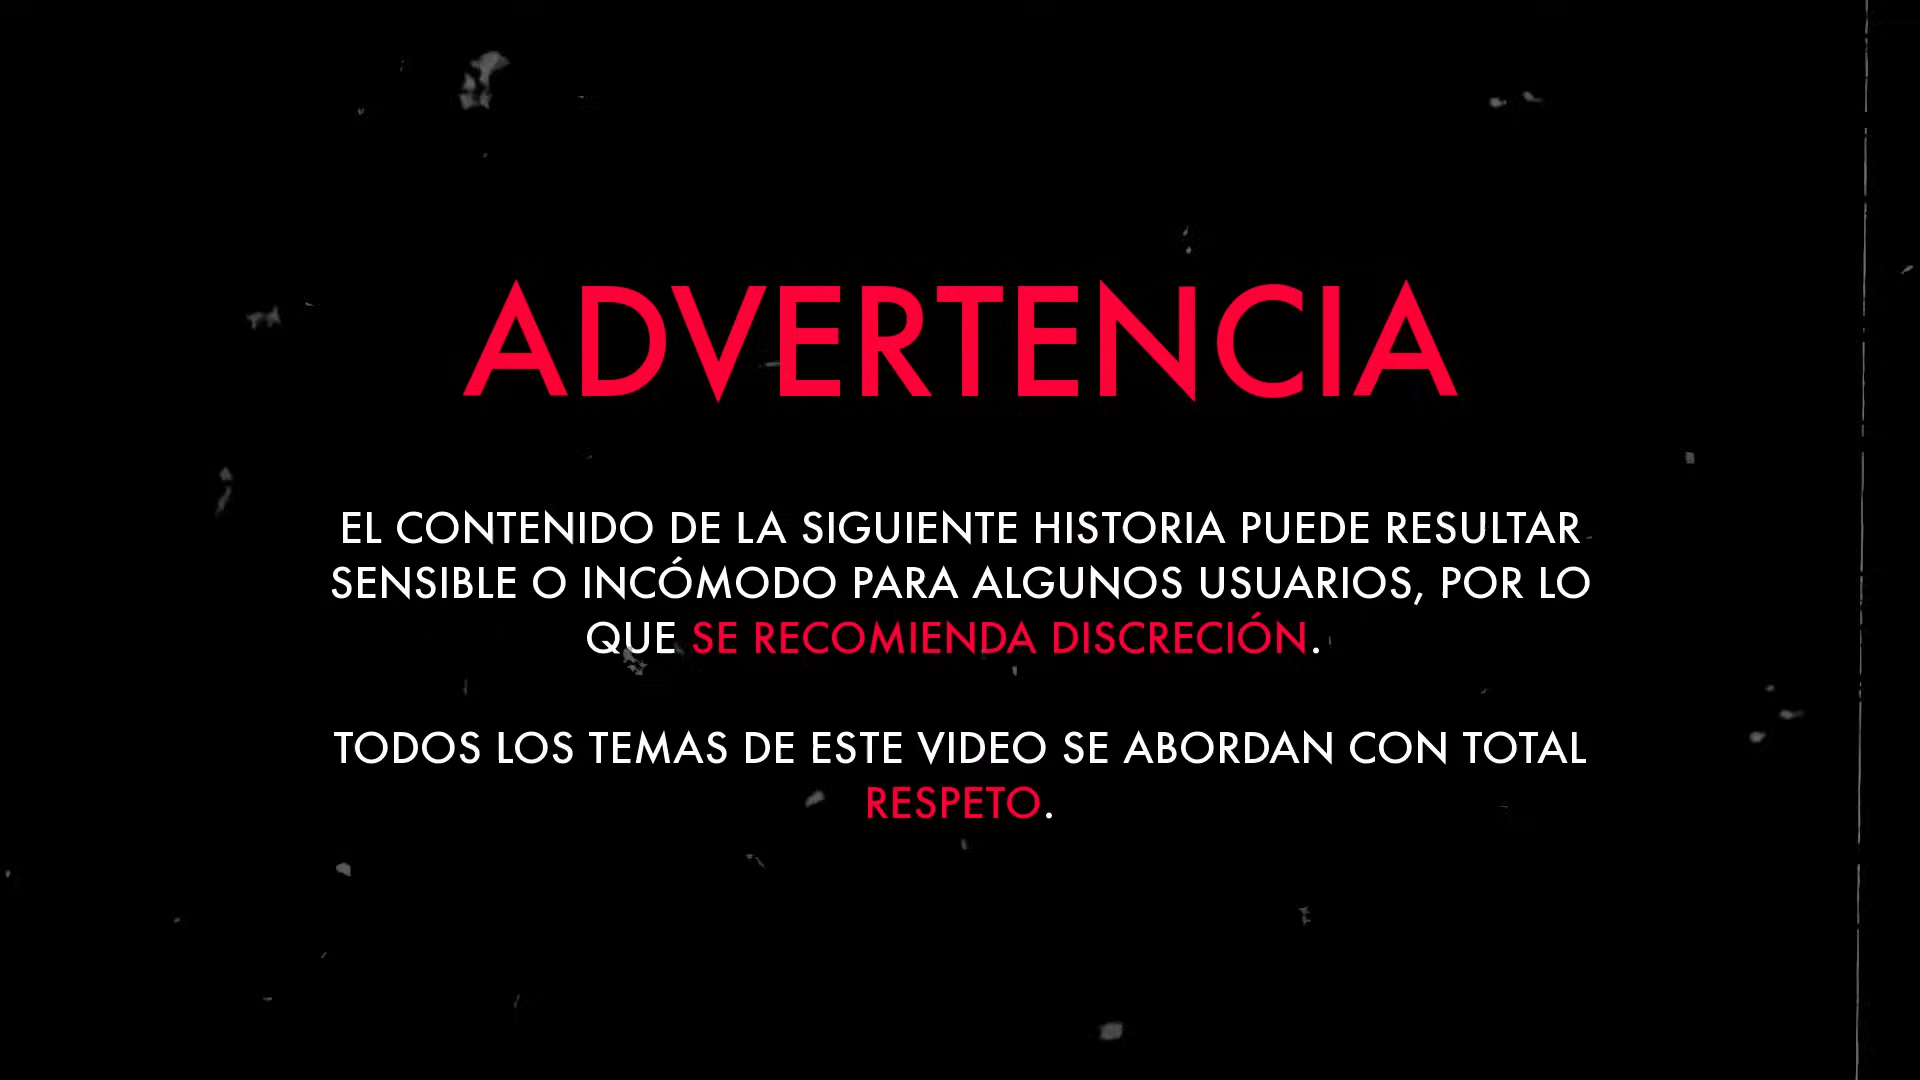 ADVERTENCIA
EL CONTENIDO DE LA SIGUIENTE HISTORIA PUEDE RESULTAR
SENSIBLE O INCÓMODO PARA ALGUNOS USUARIOS, POR LO
QUE SE RECOMIENDA DISCRECIÓN.
TODOS LOS TEMAS DE ESTE VIDEO SE ABORDAN CON TOTAL
RESPETO.